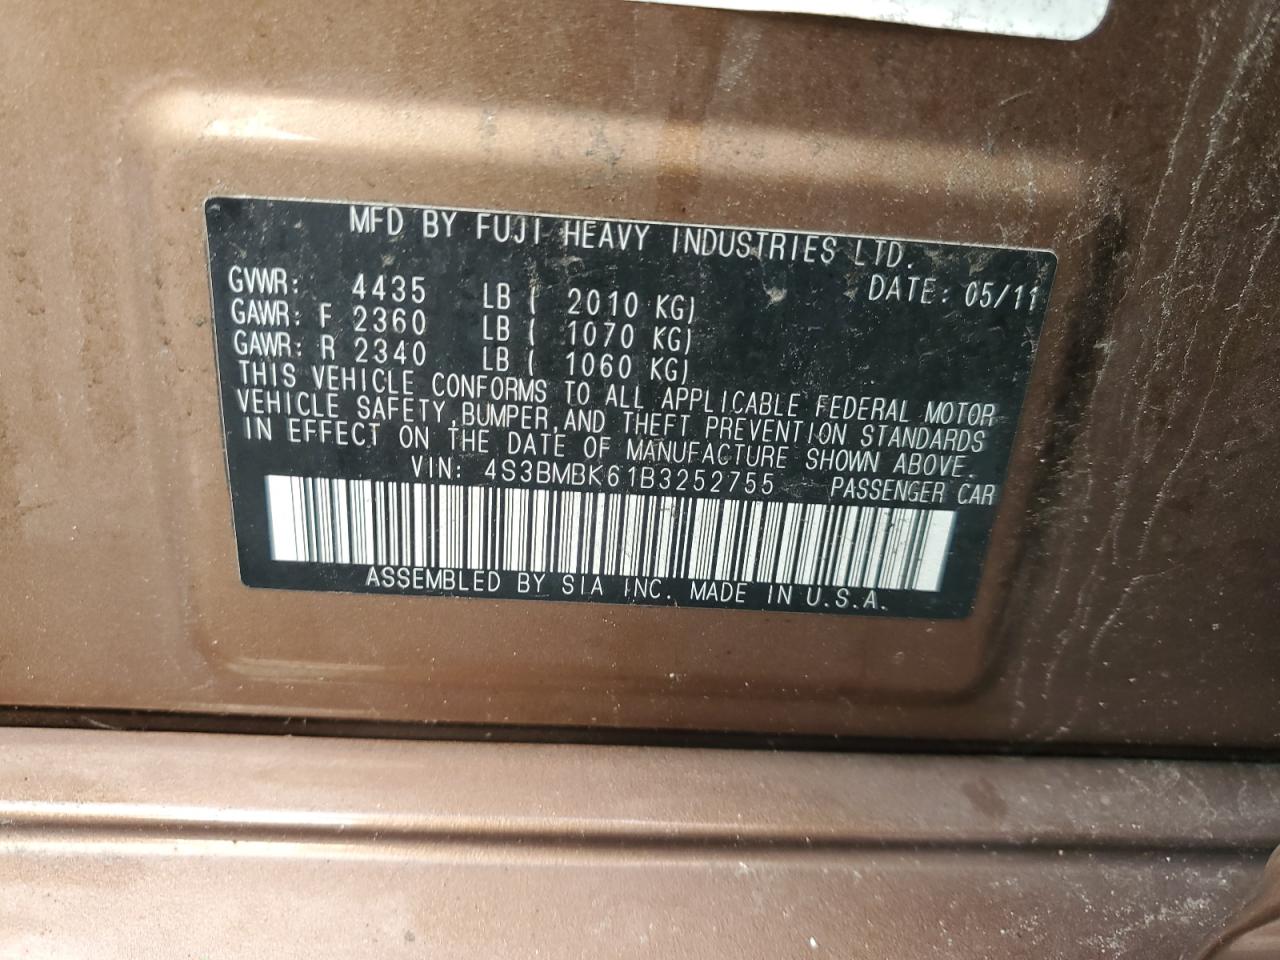 MFD BY FUJI HEAVY INDUSTRIES LTD.
DATE: 05/11
GVWR: 4435 LB ( 2010 KG)
GAWR: F 2360 LB ( 1070 KG)
GAWR: R 2340 LB ( 1060 KG)
THIS VEHICLE CONFORMS TO ALL APPLICABLE FEDERAL MOTOR
VEHICLE SAFETY,BUMPER,AND THEFT PREVENTION STANDARDS
IN EFFECT ON THE DATE OF MANUFACTURE SHOWN ABOVE.
VIN: 4S3BMBK61B3252755 PASSENGER CAR
ASSEMBLED BY SIA INC. MADE IN U.S.A.